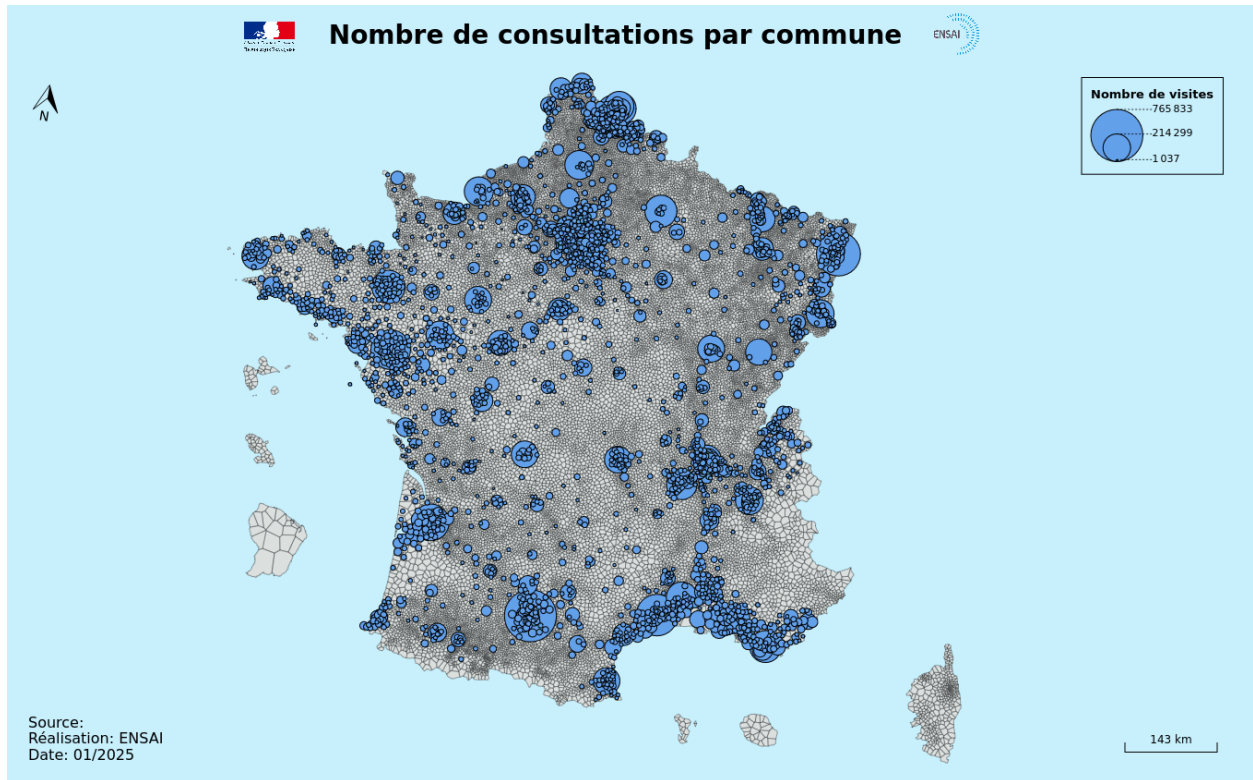 Nombre de consultations par commune
ENSAI
N
Nombre de visites
765 833
214 299
1 037
Source:
Réalisation: ENSAI
Date: 01/2025
143 km